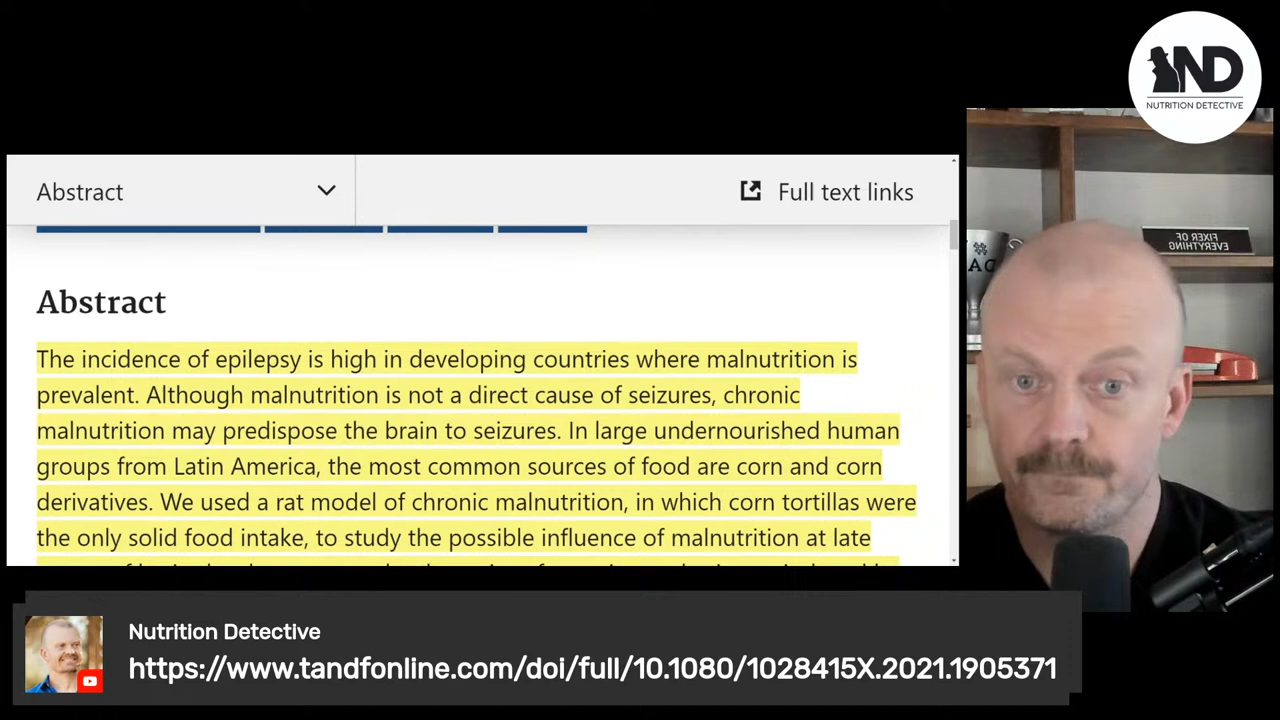 ND
NUTRITION DETECTIVE
Abstract
Full text links
FIXER OF
EVERYTHING
DA
Abstract
The incidence of epilepsy is high in developing countries where malnutrition is
prevalent. Although malnutrition is not a direct cause of seizures, chronic
malnutrition may predispose the brain to seizures. In large undernourished human
groups from Latin America, the most common sources of food are corn and corn
derivatives. We used a rat model of chronic malnutrition, in which corn tortillas were
the only solid food intake, to study the possible influence of malnutrition at late
Nutrition Detective
https://www.tandfonline.com/doi/full/10.1080/1028415X.2021.1905371